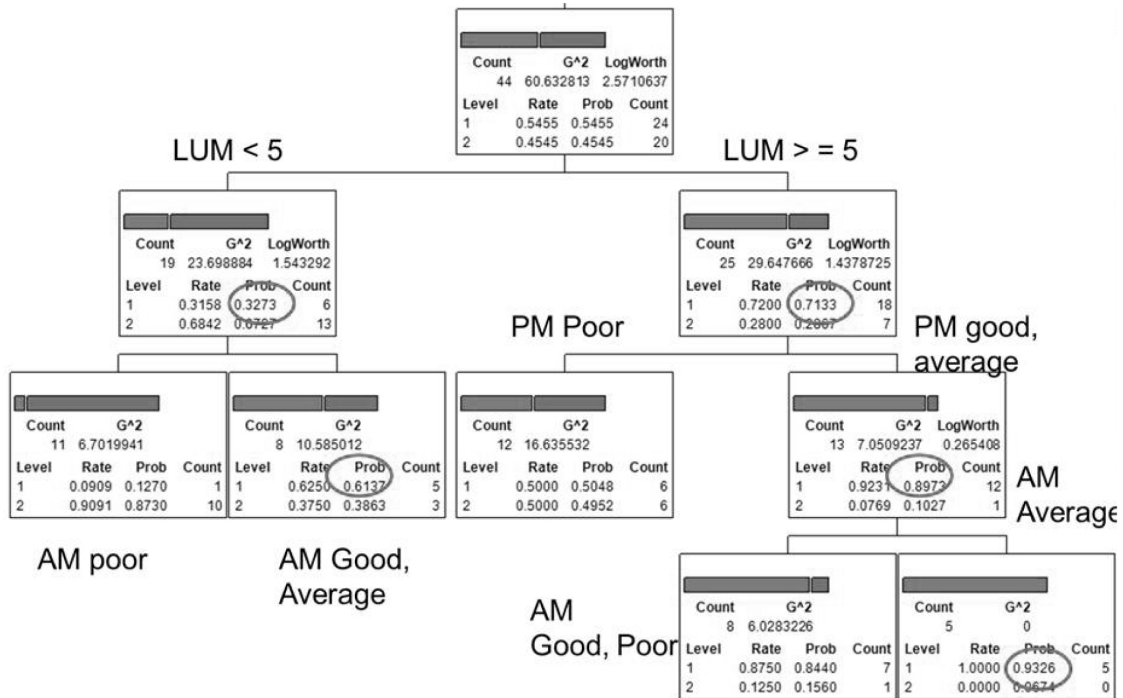 Count G^2 LogWorth
44 60.632813 2.5710637
Level Rate Prob Count
1 0.5455 0.5455 24
2 0.4545 0.4545 20
LUM < 5
LUM > = 5
Count G^2 LogWorth
19 23.698884 1.543292
Level Rate Prob Count
1 0.3158 0.3273 6
2 0.6842 0.6727 13
Count G^2 LogWorth
25 29.647666 1.4378725
Level Rate Prob Count
1 0.7200 0.7133 18
2 0.2800 0.2867 7
PM Poor
PM good,
average
Count G^2
11 6.7019941
Level Rate Prob Count
1 0.0909 0.1270 1
2 0.9091 0.8730 10
Count G^2
8 10.585012
Level Rate Prob Count
1 0.6250 0.6137 5
2 0.3750 0.3863 3
Count G^2
12 16.635532
Level Rate Prob Count
1 0.5000 0.5048 6
2 0.5000 0.4952 6
Count G^2 LogWorth
13 7.0509237 0.265408
Level Rate Prob Count
1 0.9231 0.8973 12
2 0.0769 0.1027 1
AM
Average
AM poor
AM Good,
Average
AM
Good, Poor
Count G^2
8 6.0283226
Level Rate Prob Count
1 0.8750 0.8440 7
2 0.1250 0.1560 1
Count G^2
5 0
Level Rate Prob Count
1 1.0000 0.9326 5
2 0.0000 0.0674 0